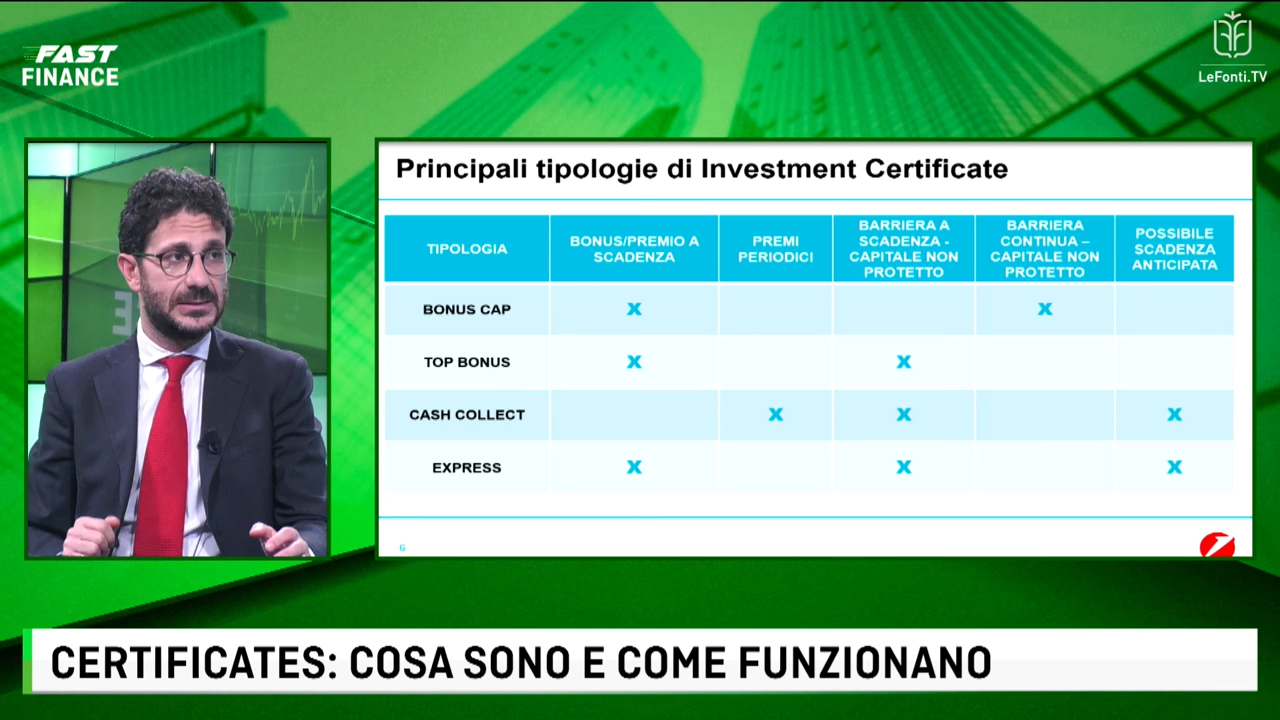 FAST
FINANCE
LeFonti.TV
Principali tipologie di Investment Certificate
TIPOLOGIA
BONUS/PREMIO A
SCADENZA
PREMI
PERIODICI
BARRIERA A
SCADENZA -
CAPITALE NON
PROTETTO
BARRIERA
CONTINUA –
CAPITALE NON
PROTETTO
POSSIBILE
SCADENZA
ANTICIPATA
BONUS CAP X X
TOP BONUS X X
CASH COLLECT X X X
EXPRESS X X X
6
CERTIFICATES: COSA SONO E COME FUNZIONANO